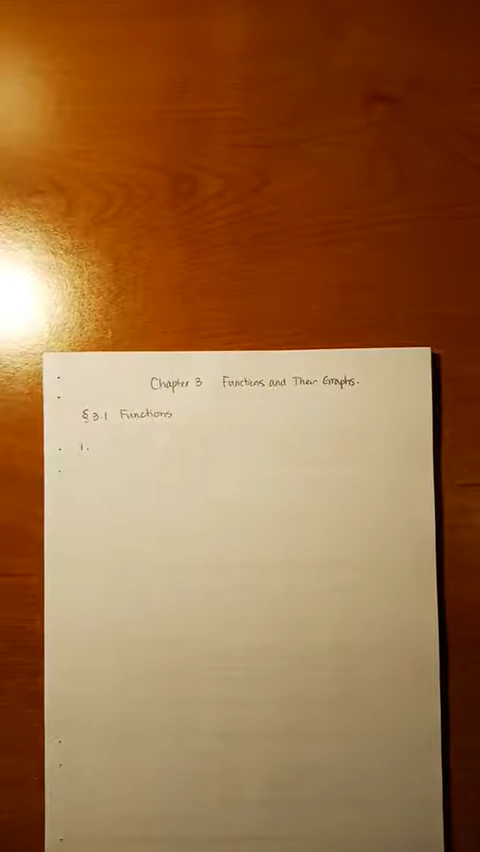 Chapter 3 Functions and Their Graphs.
§ 3.1 Functions
1.